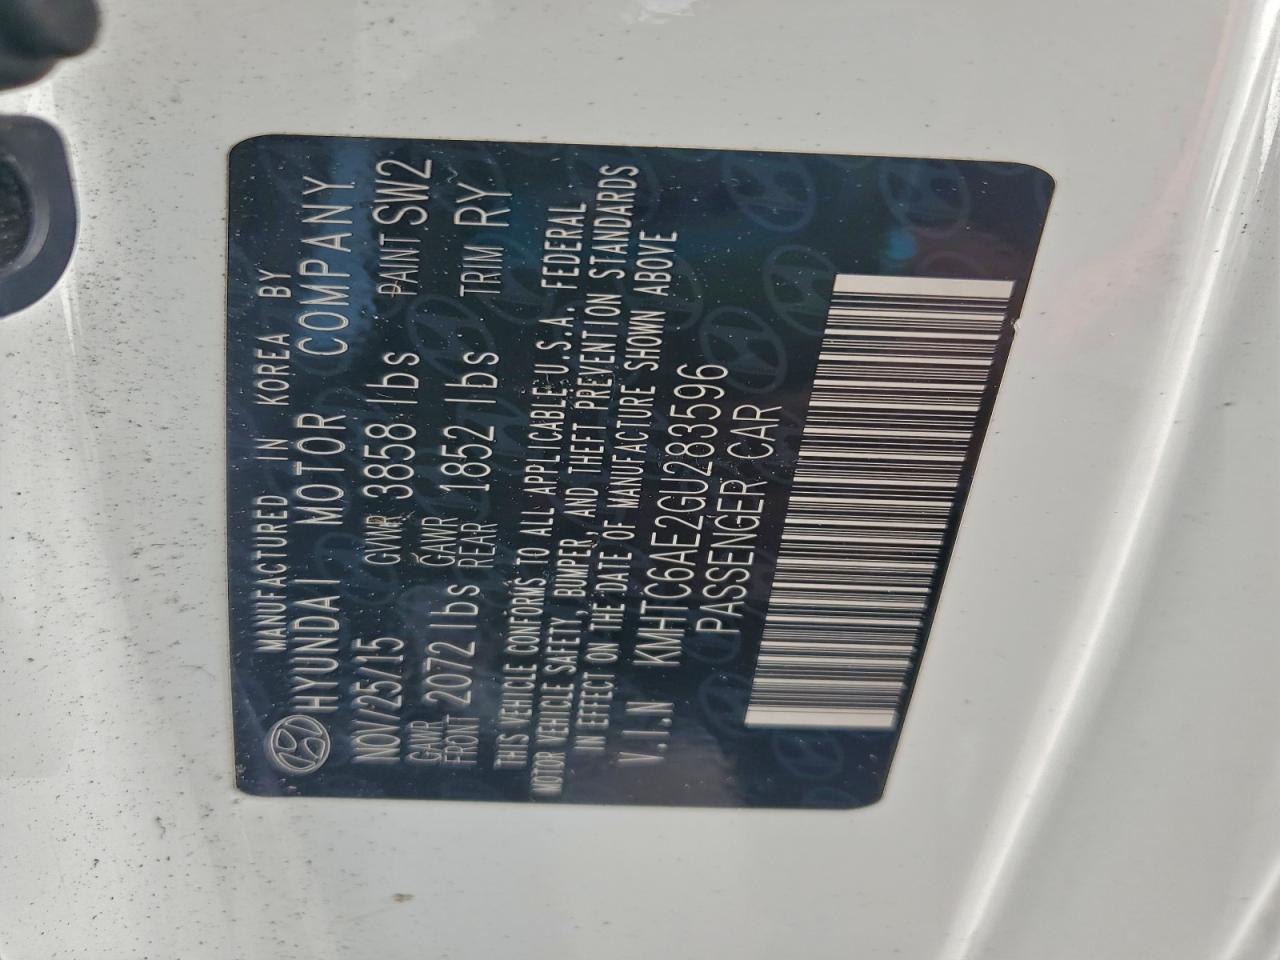 MANUFACTURED IN KOREA BY
HYUNDAI MOTOR COMPANY
NOV/25/15 GVWR 3858 lbs PAINT SW2
GAWR FRONT 2072 lbs GAWR REAR 1852 lbs TRIM RY
THIS VEHICLE CONFORMS TO ALL APPLICABLE U.S.A. FEDERAL
MOTOR VEHICLE SAFETY, BUMPER, AND THEFT PREVENTION STANDARDS
IN EFFECT ON THE DATE OF MANUFACTURE SHOWN ABOVE
V.I.N KMHTC6AE2GU283596
PASSENGER CAR